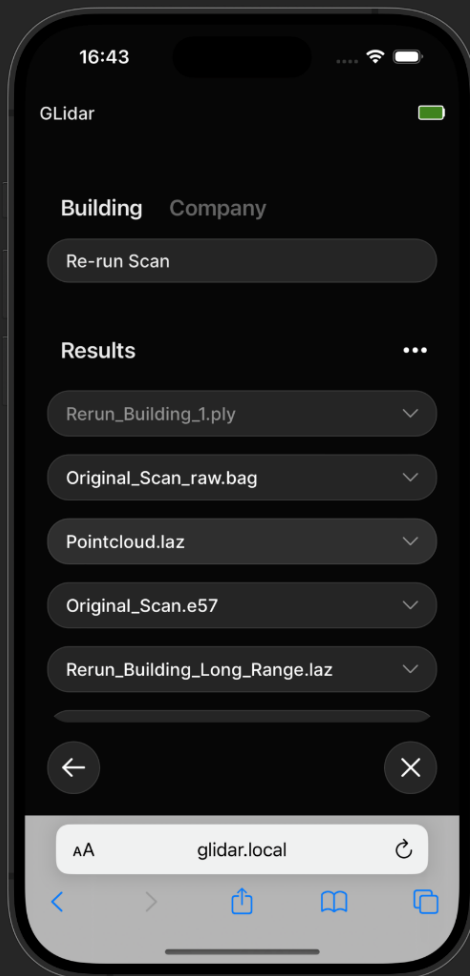 16:43
GLidar
Building Company
Re-run Scan
Results
Rerun_Building_1.ply
Original_Scan_raw.bag
Pointcloud.laz
Original_Scan.e57
Rerun_Building_Long_Range.laz
AA glidar.local